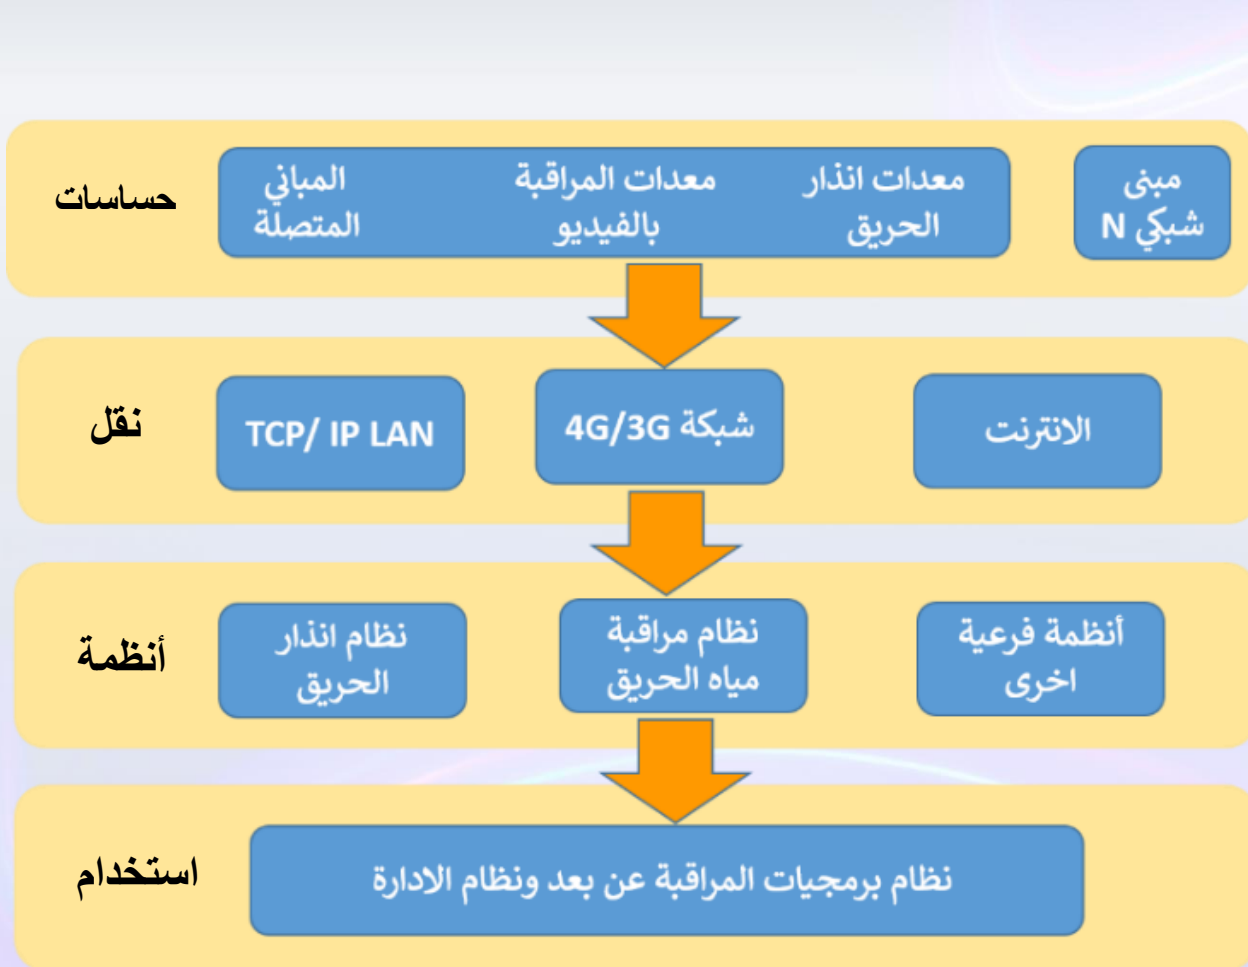 حساسات
مبنى
شبكي N
معدات انذار
الحريق
معدات المراقبة
بالفيديو
المباني
المتصلة
نقل
الانترنت
شبكة 4G/3G
TCP/ IP LAN
أنظمة
أنظمة فرعية
اخرى
نظام مراقبة
مياه الحريق
نظام انذار
الحريق
استخدام
نظام برمجيات المراقبة عن بعد ونظام الادارة